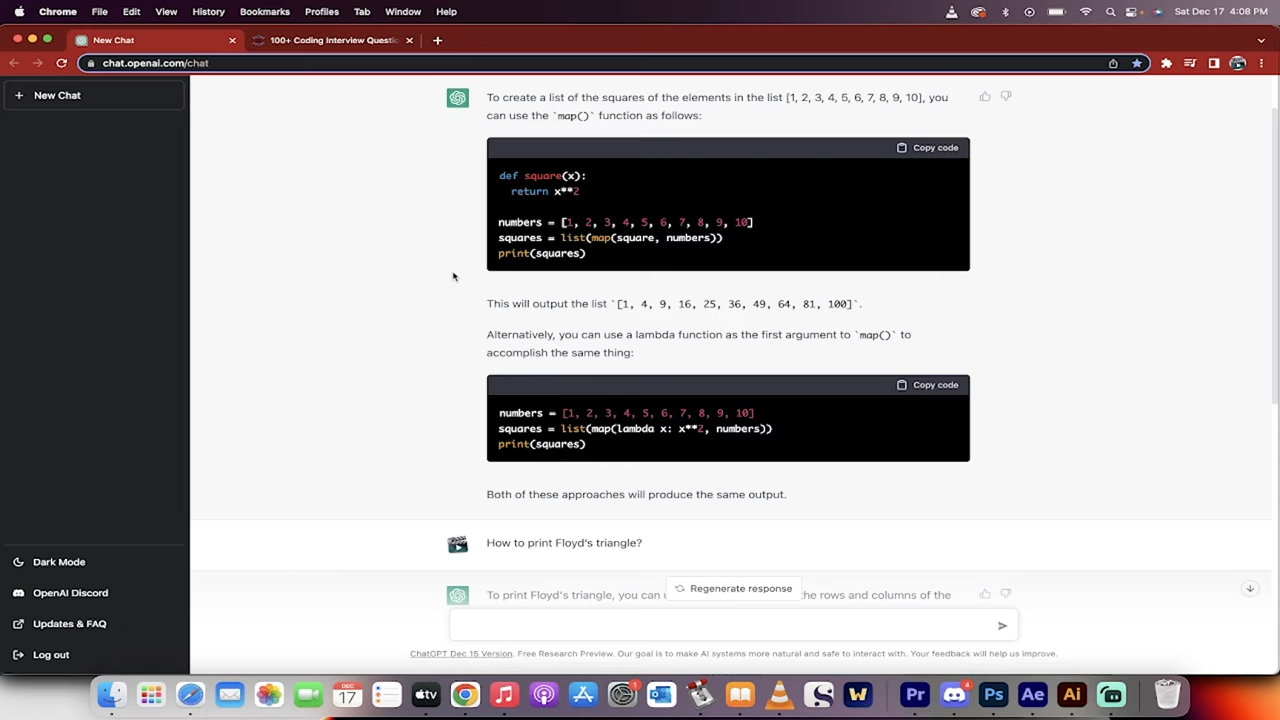 Chrome File Edit View History Bookmarks Profiles Tab Window Help Sat Dec 17 4:08 PM
New Chat 100+ Coding Interview Questio
chat.openai.com/chat
New Chat
To create a list of the squares of the elements in the list [1, 2, 3, 4, 5, 6, 7, 8, 9, 10], you
can use the `map()` function as follows:
Copy code
def square(x):
return x**2
numbers = [1, 2, 3, 4, 5, 6, 7, 8, 9, 10]
squares = list(map(square, numbers))
print(squares)
This will output the list `[1, 4, 9, 16, 25, 36, 49, 64, 81, 100]`.
Alternatively, you can use a lambda function as the first argument to `map()` to
accomplish the same thing:
Copy code
numbers = [1, 2, 3, 4, 5, 6, 7, 8, 9, 10]
squares = list(map(lambda x: x**2, numbers))
print(squares)
Both of these approaches will produce the same output.
How to print Floyd's triangle?
Dark Mode
Regenerate response
To print Floyd's triangle, you can the rows and columns of the
OpenAI Discord
Updates & FAQ
Log out
ChatGPT Dec 15 Version. Free Research Preview. Our goal is to make AI systems more natural and safe to interact with. Your feedback will help us improve.
DEC
17
tv
1
W
Pr
4
Ps
Ae
Ai